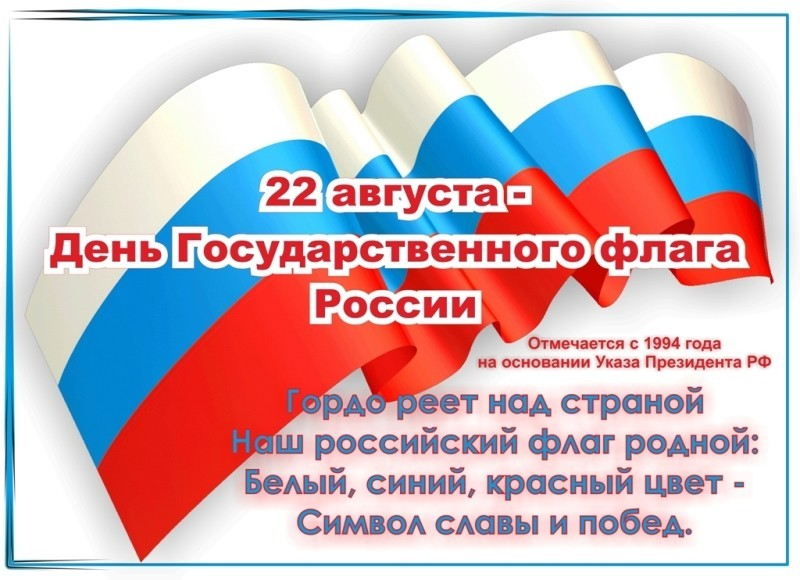 22 августа -
День Государственного флага
России
Отмечается с 1994 года
на основании Указа Президента РФ
Гордо реет над страной
Наш российский флаг родной:
Белый, синий, красный цвет -
Символ славы и побед.